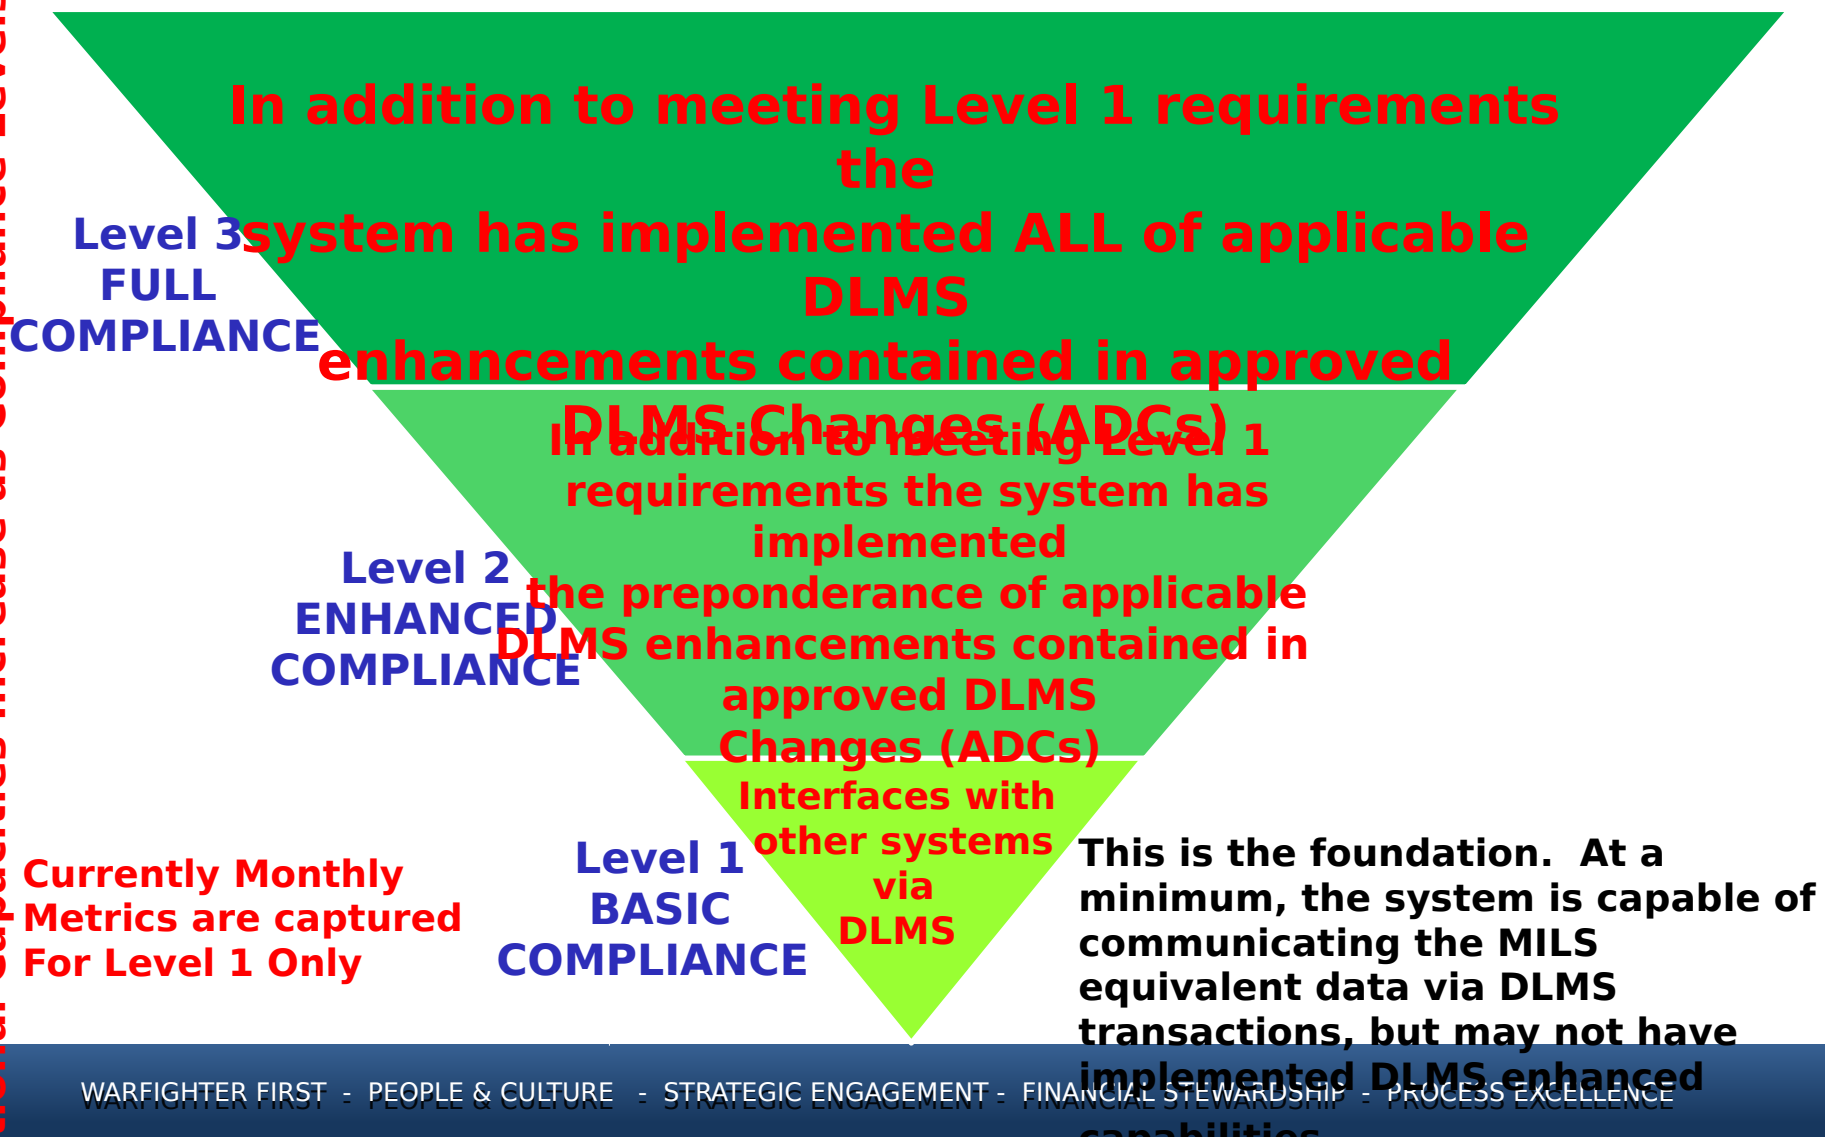 In addition to meeting Level 1 requirements
the
system has implemented ALL of applicable
DLMS
enhancements contained in approved
DLMS Changes (ADCs)
Level 3
FULL
COMPLIANCE
In addition to meeting Level 1
requirements the system has
implemented
the preponderance of applicable
DLMS enhancements contained in
approved DLMS
Changes (ADCs)
Level 2
ENHANCED
COMPLIANCE
Interfaces with
other systems
via
DLMS
Level 1
BASIC
COMPLIANCE
Currently Monthly
Metrics are captured
For Level 1 Only
This is the foundation.  At a
minimum, the system is capable of
communicating the MILS
equivalent data via DLMS
transactions, but may not have
implemented DLMS enhanced
capabilities
WARFIGHTER FIRST  -  PEOPLE & CULTURE  -  STRATEGIC ENGAGEMENT -  FINANCIAL STEWARDSHIP  -  PROCESS EXCELLENCE